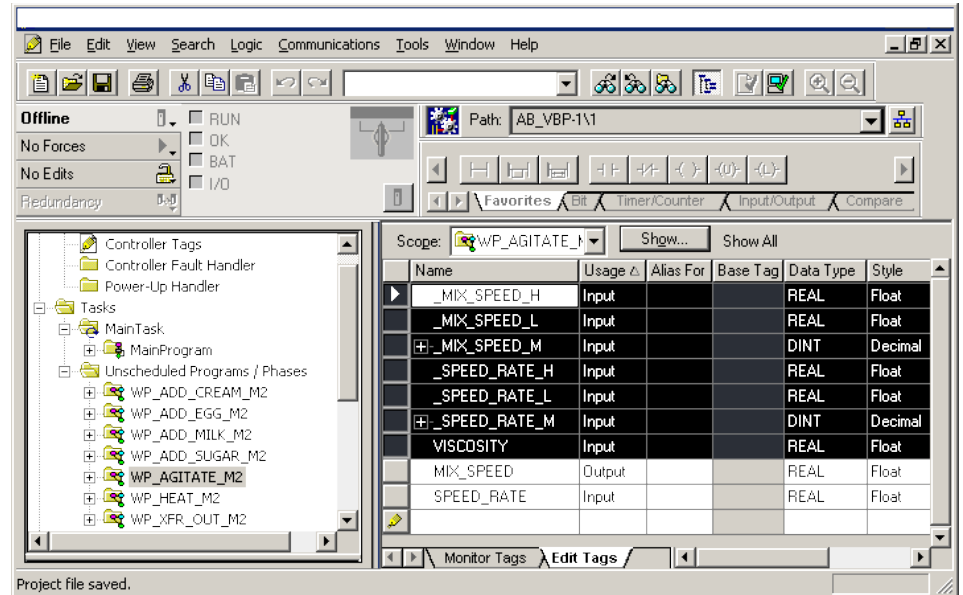 File Edit View Search Logic Communications Tools Window Help
Offline RUN
No Forces OK
No Edits BAT
Redundancy I/O
Path: AB_VBP-1\1
Favorites Bit Timer/Counter Input/Output Compare
Controller Tags
Controller Fault Handler
Power-Up Handler
Tasks
MainTask
MainProgram
Unscheduled Programs / Phases
WP_ADD_CREAM_M2
WP_ADD_EGG_M2
WP_ADD_MILK_M2
WP_ADD_SUGAR_M2
WP_AGITATE_M2
WP_HEAT_M2
WP_XFR_OUT_M2
Scope: WP_AGITATE_M Show... Show All
Name Usage Alias For Base Tag Data Type Style
_MIX_SPEED_H Input REAL Float
_MIX_SPEED_L Input REAL Float
_MIX_SPEED_M Input DINT Decimal
_SPEED_RATE_H Input REAL Float
_SPEED_RATE_L Input REAL Float
_SPEED_RATE_M Input DINT Decimal
VISCOSITY Input REAL Float
MIX_SPEED Output REAL Float
SPEED_RATE Input REAL Float
Monitor Tags Edit Tags
Project file saved.